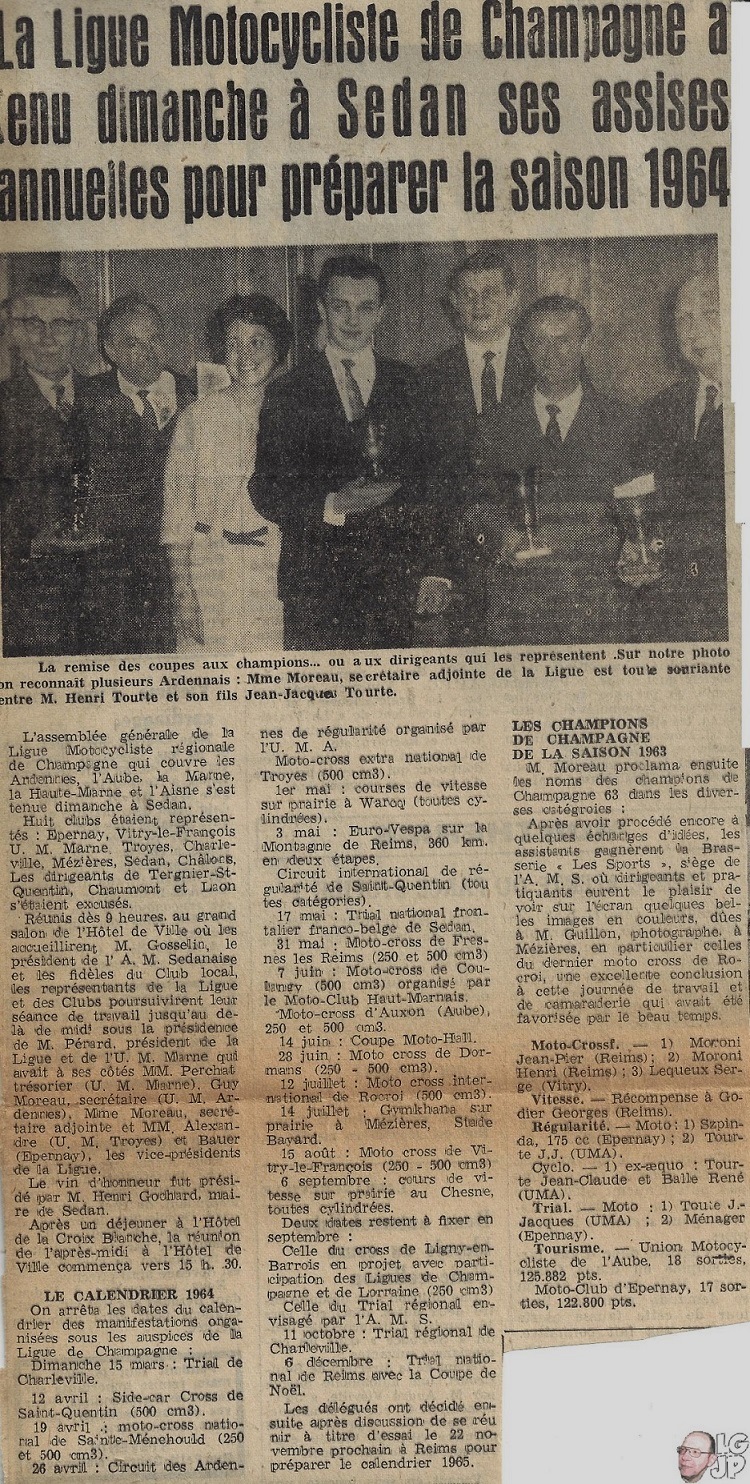 La Ligue Motocycliste de Champagne a
tenu dimanche à Sedan ses assises
annuelles pour préparer la saison 1964
La remise des coupes aux champions... ou aux dirigeants qui les représentent .Sur notre photo
on reconnaît plusieurs Ardennais : Mme Moreau, secrétaire adjointe de la Ligue est toute souriante
entre M. Henri Tourte et son fils Jean-Jacques Tourte.
L'assemblée générale de la
Ligue Motocycliste régionale
de Champagne qui couvre les
Ardennes, l'Aube, la Marne,
la Haute-Marne et l'Aisne s'est
tenue dimanche à Sedan.
Huit clubs étaient représen-
tés : Epernay, Vitry-le-François
U. M. Marne, Troyes, Charle-
ville, Mézières, Sedan, Châlons,
Les dirigeants de Tergnier-St-
Quentin, Chaumont et Laon
s'étaient excusés.
Réunis dès 9 heures, au grand
salon de l'Hôtel de Ville où les
accueillirent M. Gosselin, le
président de l'A. M. Sedanaise
et les fidèles du Club local,
les représentants de la Ligue
et des Clubs poursuivirent leur
séance de travail jusqu'au de-
là de midi sous la présidence
de M. Pérard, président de la
Ligue et de l'U. M. Marne qui
avait à ses côtés MM. Perchat
trésorier (U. M. Marne), Guy
Moreau, secrétaire (U. M. Ar-
dennes), Mme Moreau, secré-
taire adjointe et MM. Alexan-
dre (U. M. Troyes) et Bauer
(Epernay), les vice-présidents
de la Ligue.
Le vin d'honneur fut prési-
dé par M. Henri Gochard, mai-
re de Sedan.
Après un déjeuner à l'Hôtel
de la Croix Blanche, la réunion
de l'après-midi à l'Hôtel de
Ville commença vers 15 h. 30.
LE CALENDRIER 1964
On arrêta les dates du calen-
drier des manifestations orga-
nisées sous les auspices de la
Ligue de Champagne :
Dimanche 15 mars : Trial de
Charleville.
12 avril : Side-car Cross de
Saint-Quentin (500 cm3).
19 avril : moto-cross natio-
nal de Sainte-Ménehould (250
et 500 cm3).
26 avril : Circuit des Arden-
nes de régularité organisé par
l'U. M. A.
Moto-cross extra national de
Troyes (500 cm3).
1er mai : courses de vitesse
sur prairie à Warcq (toutes cy-
lindrées).
3 mai : Euro-Vespa sur la
Montagne de Reims, 360 km.
en deux étapes.
Circuit international de ré-
gularité de Saint-Quentin (tou
tes catégories).
17 mai : Trial national fron-
talier franco-belge de Sedan.
31 mai : Moto-cross de Fres-
nes les Reims (250 et 500 cm3)
7 juin : Moto-cross de Cou-
(500 cm3) organisé par
le Moto-Club Haut-Marnais.
Moto-cross d'Auxon (Aube),
250 et 500 cm3.
14 juin : Coupe Moto-Hall.
28 juin : Moto cross de Dor-
mans (250 - 500 cm3).
12 juillet : Moto cross inter-
national de Rocroi (500 cm3).
14 juillet : Gymkhana sur
prairie à Mézières, Stade
Bayard.
15 août : Moto cross de Vi-
try-le-François (250 - 500 cm3)
6 septembre : cours de vi-
tesse sur prairie au Chesne,
toutes cylindrées.
Deux dates restent à fixer en
septembre :
Celle du cross de Ligny-en-
Barrois en projet avec parti-
cipation des Ligues de Cham-
pagne et de Lorraine (250 cm3)
Celle du Trial régional en-
visagé par l'A. M. S.
11 octobre : Trial régional de
Charleville.
6 décembre : Trial natio-
nal de Reims avec la Coupe de
Noël.
Les délégués ont décidé en-
suite après discussion de se réu
nir à titre d'essai le 22 no-
vembre prochain à Reims pour
préparer le calendrier 1965.
LES CHAMPIONS
DE CHAMPAGNE
DE LA SAISON 1963
M. Moreau proclama ensuite
les noms des champions de
Champagne 63 dans les diver-
ses catégroies :
Après avoir procédé encore à
quelques échanges d'idées, les
assistants gagnèrent la Bras-
serie « Les Sports », siège de
l'A. M. S. où dirigeants et pra-
tiquants eurent le plaisir de
voir sur l'écran quelques bel-
les images en couleurs, dûes
à M. Guillon, photographe, à
Mézières, en particulier celles
du dernier moto cross de Ro-
croi, une excellente conclusion
à cette journée de travail et
de camaraderie qui avait été
favorisée par le beau temps.
Moto-Crossf. — 1) Moroni
Jean-Pier (Reims); 2) Moroni
Henri (Reims) ; 3) Lequeux Ser-
ge (Vitry).
Vitesse. — Récompense à Go-
dier Georges (Reims).
Régularité. — Moto : 1) Szpin-
da, 175 cc (Epernay) ; 2) Tour-
te J.J. (UMA).
Cyclo. — 1) ex-æquo : Tour-
te Jean-Claude et Balle René
(UMA).
Trial. — Moto : 1) Toute J.-
Jacques (UMA) ; 2) Ménager
(Epernay).
Tourisme. — Union Motocy-
cliste de l'Aube, 18 sorties,
125.882 pts.
Moto-Club d'Epernay, 17 sor-
ties, 122.800 pts.
LG
JP